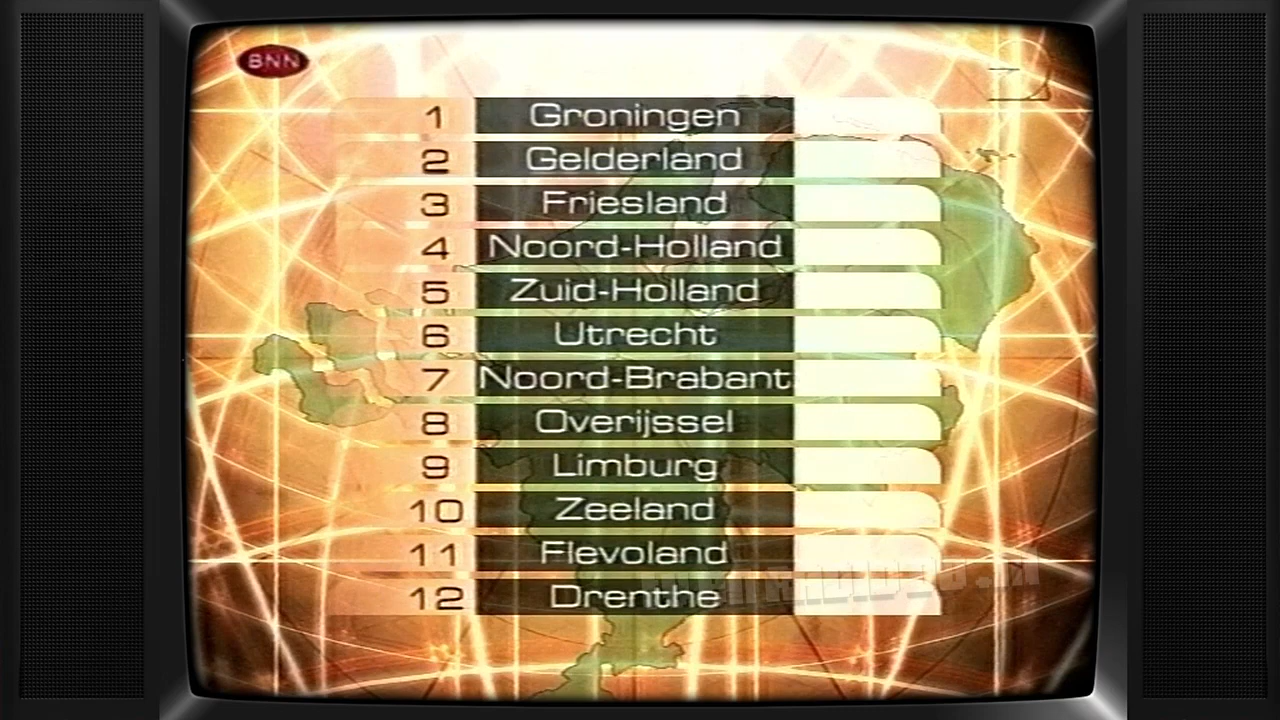 BNN
1 Groningen
2 Gelderland
3 Friesland
4 Noord-Holland
5 Zuid-Holland
6 Utrecht
7 Noord-Brabant
8 Overijssel
9 Limburg
10 Zeeland
11 Flevoland
12 Drenthe